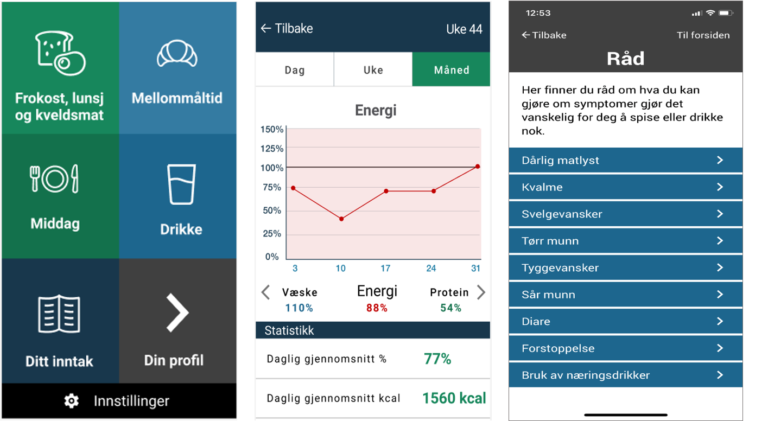 Frokost, lunsj
og kveldsmat
Mellommåltid
Middag
Drikke
Ditt inntak
Din profil
Innstillinger
Tilbake
Uke 44
Dag
Uke
Måned
Energi
150%
125%
100%
75%
50%
25%
0%
3
10
17
24
31
Væske
Energi
Protein
110%
88%
54%
Statistikk
Daglig gjennomsnitt %
77%
Daglig gjennomsnitt kcal
1560 kcal
12:53
Tilbake
Til forsiden
Råd
Her finner du råd om hva du kan
gjøre om symptomer gjør det
vanskelig for deg å spise eller drikke
nok.
Dårlig matlyst
Kvalme
Svelgevansker
Tørr munn
Tyggevansker
Sår munn
Diare
Forstoppelse
Bruk av næringsdrikker